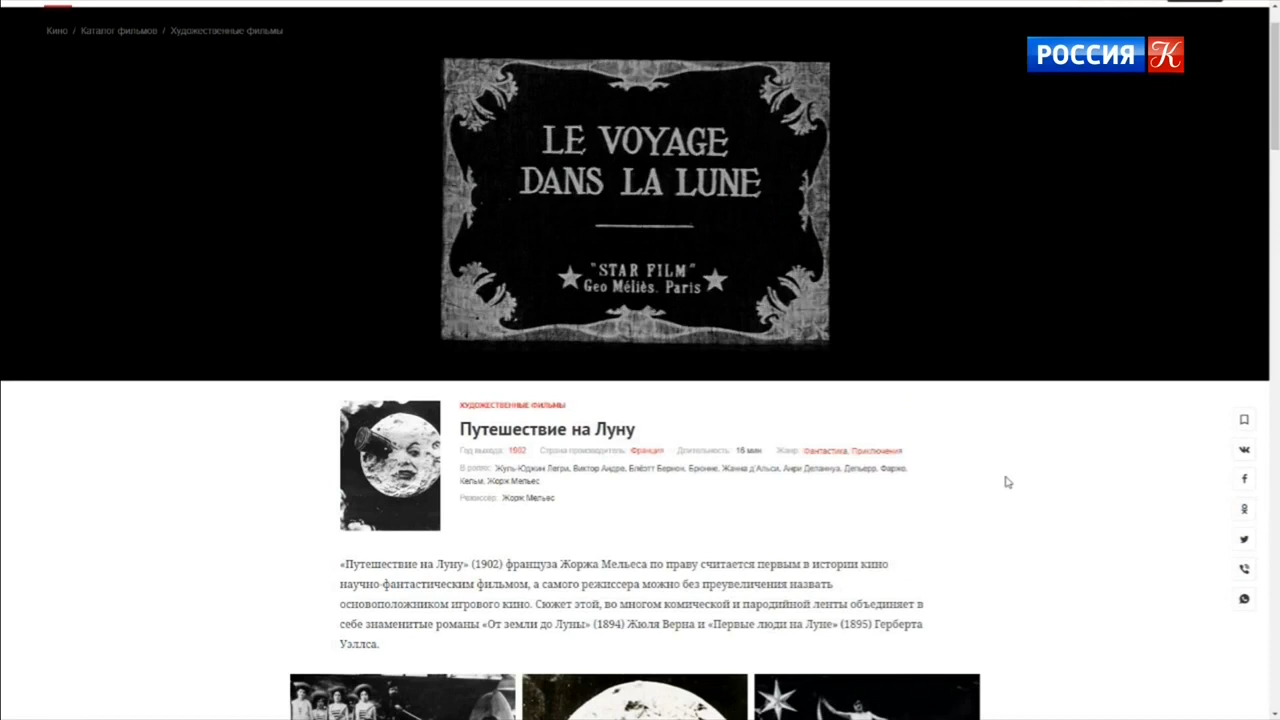 Кино / Каталог фильмов / Художественные фильмы
РОССИЯ К
LE VOYAGE
DANS LA LUNE
"STAR FILM"
Geo Méliès. Paris
ХУДОЖЕСТВЕННЫЕ ФИЛЬМЫ
Путешествие на Луну
Год выхода: 1902 Страна производитель: Франция Длительность: 15 мин Жанр: Фантастика, Приключения
В ролях: Жуль-Юджин Легри, Виктор Андре, Блёэтт Бернон, Брюнне, Жанна д'Альси, Анри Деланнуа, Дельерр, Фаржо,
Кельм, Жорж Мельес
Режиссёр: Жорж Мельес
«Путешествие на Луну» (1902) француза Жоржа Мельеса по праву считается первым в истории кино
научно-фантастическим фильмом, а самого режиссера можно без преувеличения назвать
основоположником игрового кино. Сюжет этой, во многом комической и пародийной ленты объединяет в
себе знаменитые романы «От земли до Луны» (1894) Жюля Верна и «Первые люди на Луне» (1895) Герберта
Уэллса.